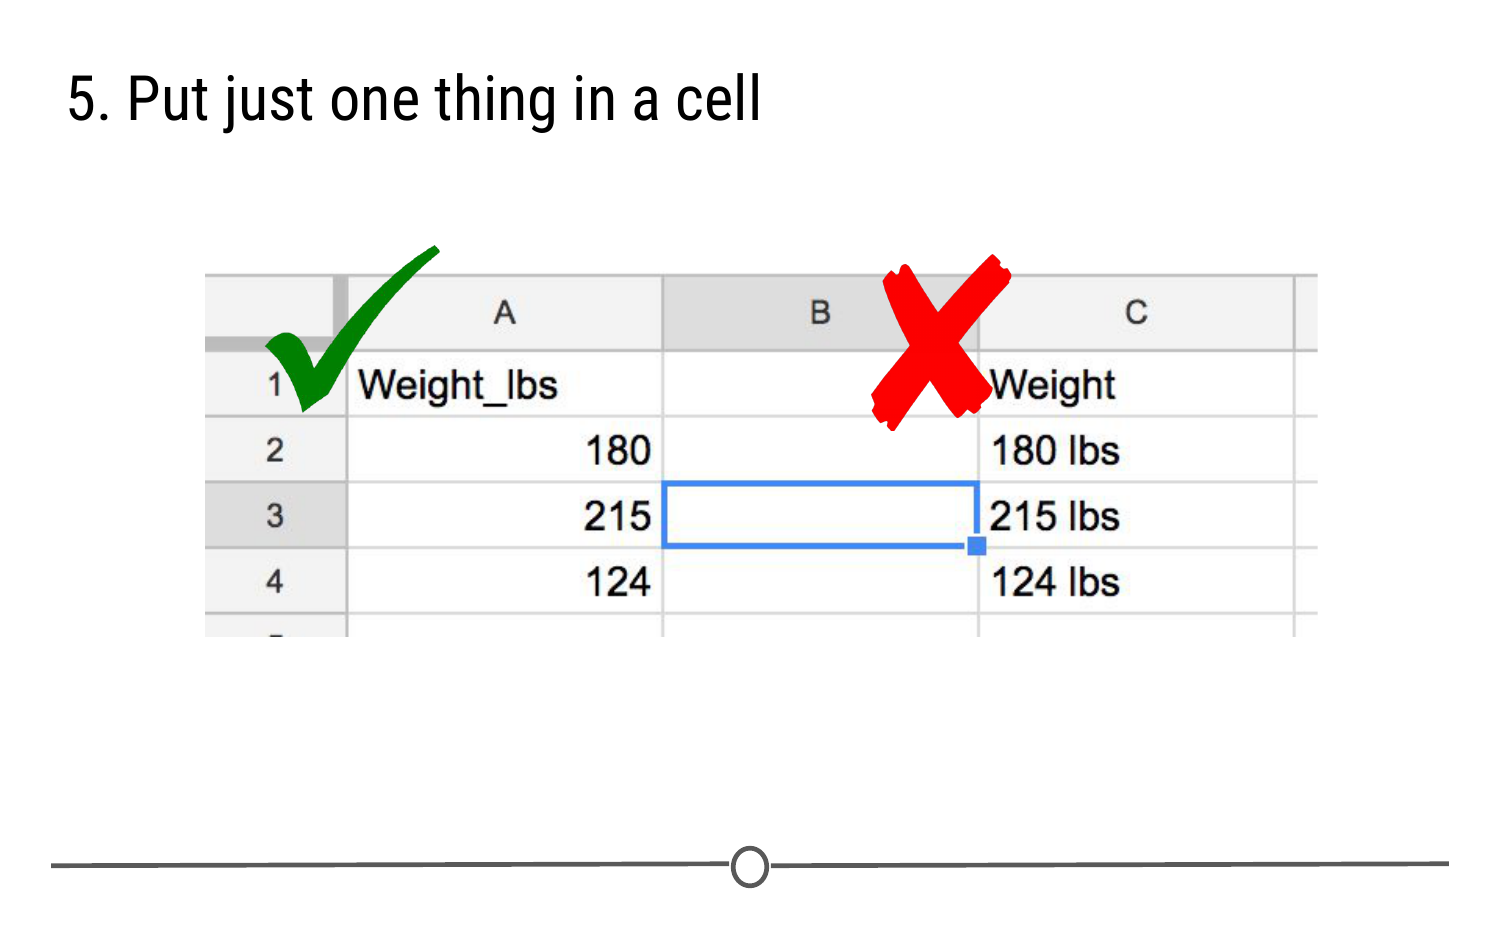 5. Put just one thing in a cell
A B C
1 Weight_lbs Weight
2 180 180 lbs
3 215 215 lbs
4 124 124 lbs